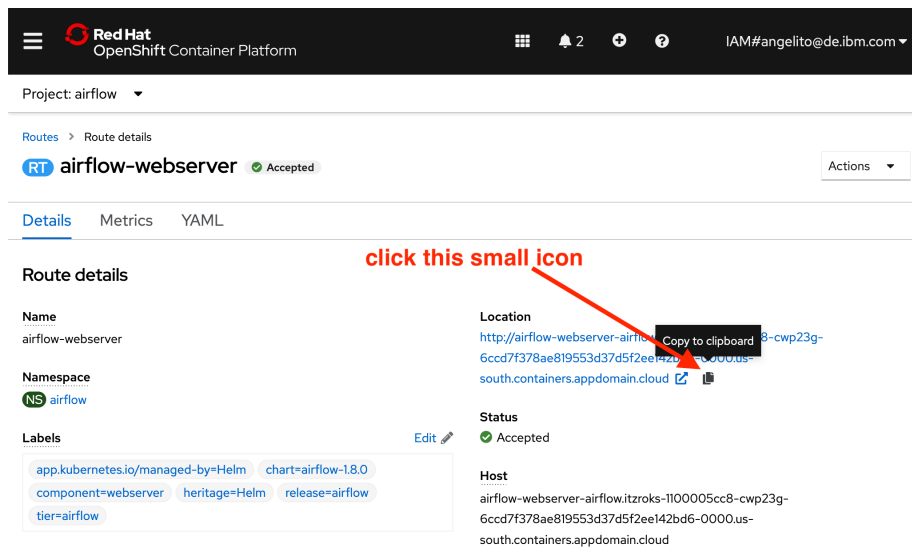 Red Hat
OpenShift Container Platform
2
IAM#angelito@de.ibm.com
Project: airflow
Routes > Route details
RT airflow-webserver Accepted
Actions
Details Metrics YAML
click this small icon
Route details
Name
airflow-webserver
Namespace
NS airflow
Labels
Edit
app.kubernetes.io/managed-by=Helm chart=airflow-1.8.0
component=webserver heritage=Helm release=airflow
tier=airflow
Location
http://airflow-webserver-airflow 8-cwp23g-
Copy to clipboard
6ccd7f378ae819553d37d5f2ee142bd6-0000.us-
south.containers.appdomain.cloud
Status
Accepted
Host
airflow-webserver-airflow.itzroks-1100005cc8-cwp23g-
6ccd7f378ae819553d37d5f2ee142bd6-0000.us-
south.containers.appdomain.cloud